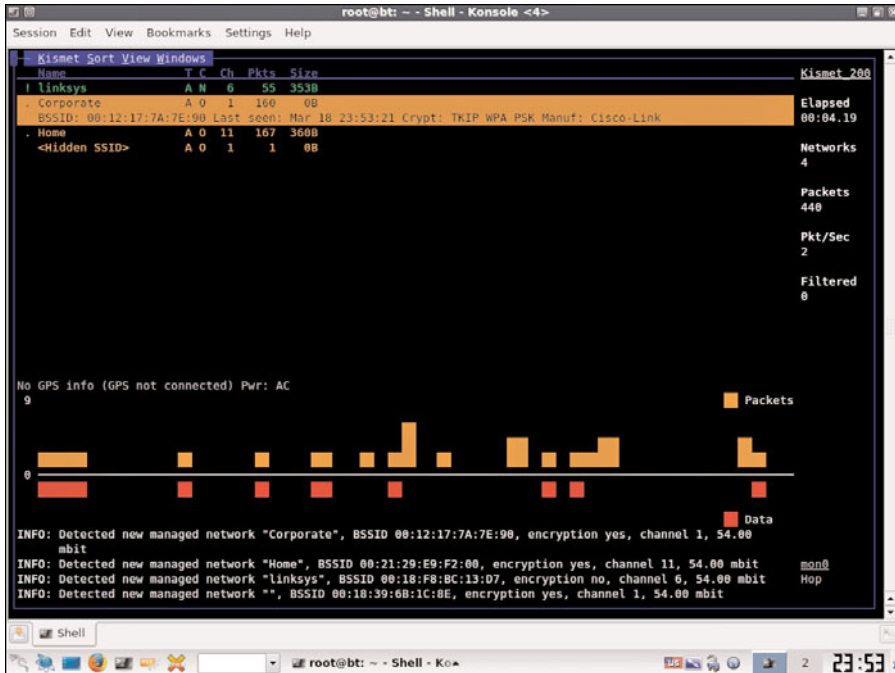 root@bt: ~ - Shell - Konsole <4>
Session Edit View Bookmarks Settings Help
~ Kismet Sort View Windows
Name T C Ch Pkts Size
Kismet_200
! linksys A N 6 55 353B
. Corporate A O 1 160 0B
Elapsed
BSSID: 00:12:17:7A:7E:90 Last seen: Mar 18 23:53:21 Crypt: TKIP WPA PSK Manuf: Cisco-Link
00:04.19
. Home A O 11 167 360B
<Hidden SSID> A O 1 1 0B
Networks
4
Packets
440
Pkt/Sec
2
Filtered
0
No GPS info (GPS not connected) Pwr: AC
9
Packets
0
Data
INFO: Detected new managed network "Corporate", BSSID 00:12:17:7A:7E:90, encryption yes, channel 1, 54.00
mbit
INFO: Detected new managed network "Home", BSSID 00:21:29:E9:F2:00, encryption yes, channel 11, 54.00 mbit
mon0
INFO: Detected new managed network "linksys", BSSID 00:18:F8:BC:13:D7, encryption no, channel 6, 54.00 mbit
Hop
INFO: Detected new managed network "", BSSID 00:18:39:6B:1C:8E, encryption yes, channel 1, 54.00 mbit
Shell
root@bt: ~ - Shell - Ko
2
23:53